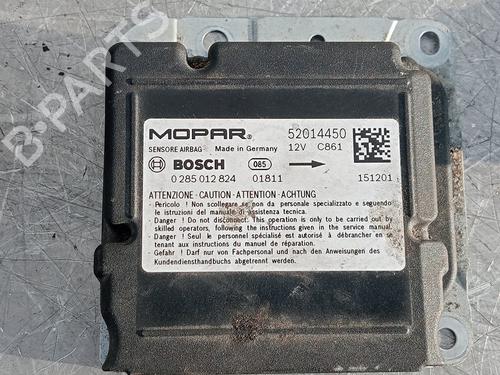 MOPAR® 52014450
SENSORE AIRBAG Made in Germany 12V C861
BOSCH 085
0 285 012 824 01811 151201
ATTENZIONE - CAUTION - ATTENTION - ACHTUNG
- Pericolo ! Non scollegare se non da personale specializzato e seguendo
le istruzioni del manuale di assistenza tecnica.
- Danger ! Do not disconnect. This operation is only to be carried out by
skilled operators, following the instructions given in the service manual.
- Danger ! Seul le personnel spécialisé est autorisé à débrancher en se
tenant aux instructions du manuel de réparation.
- Gefahr ! Darf nur von Fachpersonal und nach den Anweisungen des
Kundendiensthandbuchs abgetrennt werden.
B-PARTS